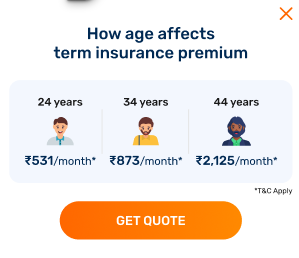 How age affects
term insurance premium
24 years 34 years 44 years
₹531/month* ₹873/month* ₹2,125/month*
*T&C Apply
GET QUOTE